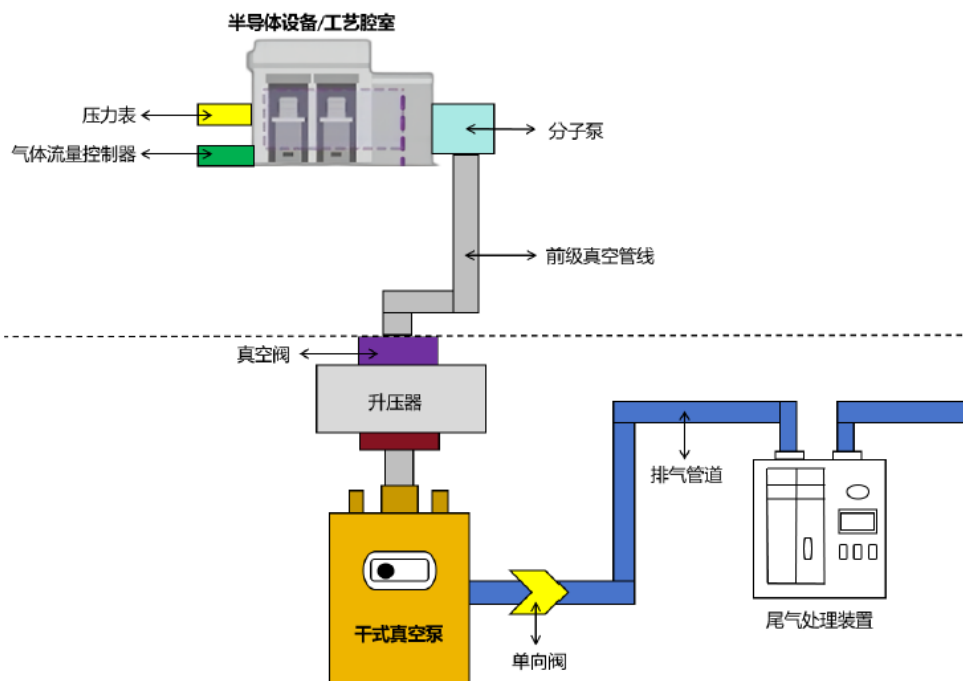 半导体设备/工艺腔室
压力表
分子泵
气体流量控制器
前级真空管线
真空阀
升压器
排气管道
尾气处理装置
干式真空泵
单向阀